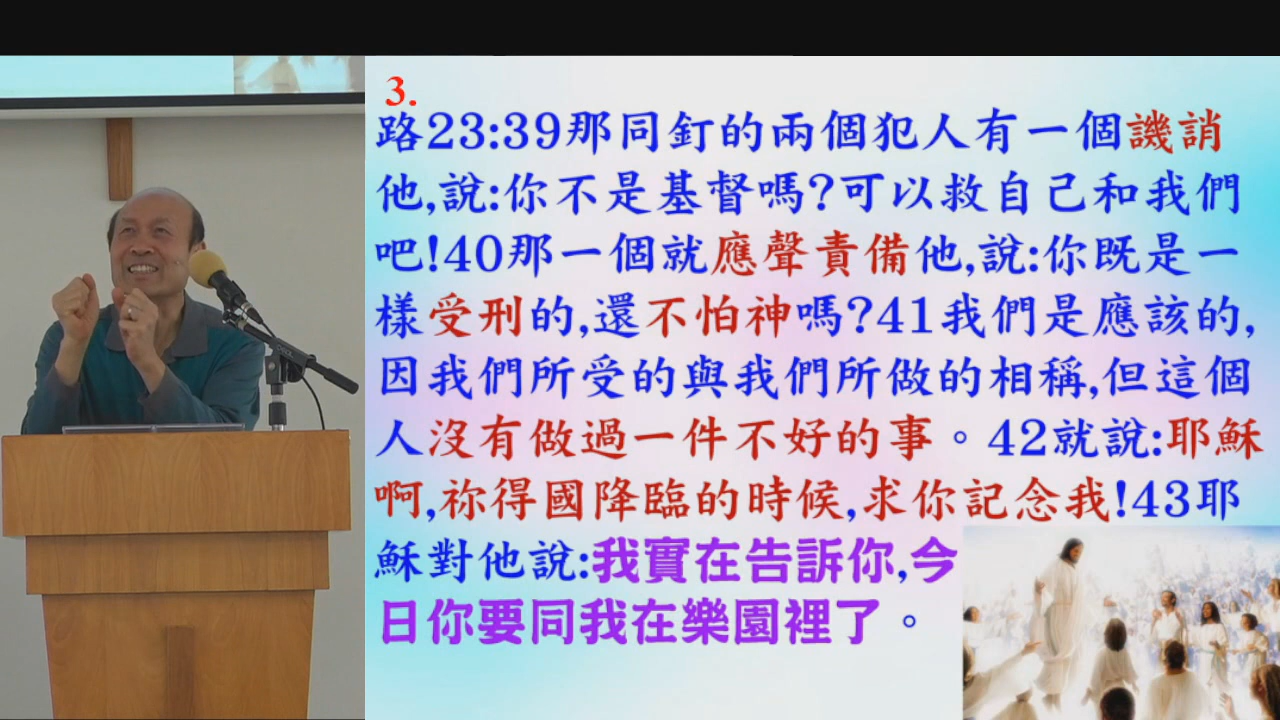 3.
路23:39那同釘的兩個犯人有一個譏誚
他,說:你不是基督嗎?可以救自己和我們
吧!40那一個就應聲責備他,說:你既是一
樣受刑的,還不怕神嗎?41我們是應該的,
因我們所受的與我們所做的相稱,但這個
人沒有做過一件不好的事。42就說:耶穌
啊,祢得國降臨的時候,求你記念我!43耶
穌對他說:我實在告訴你,今
日你要同我在樂園裡了。